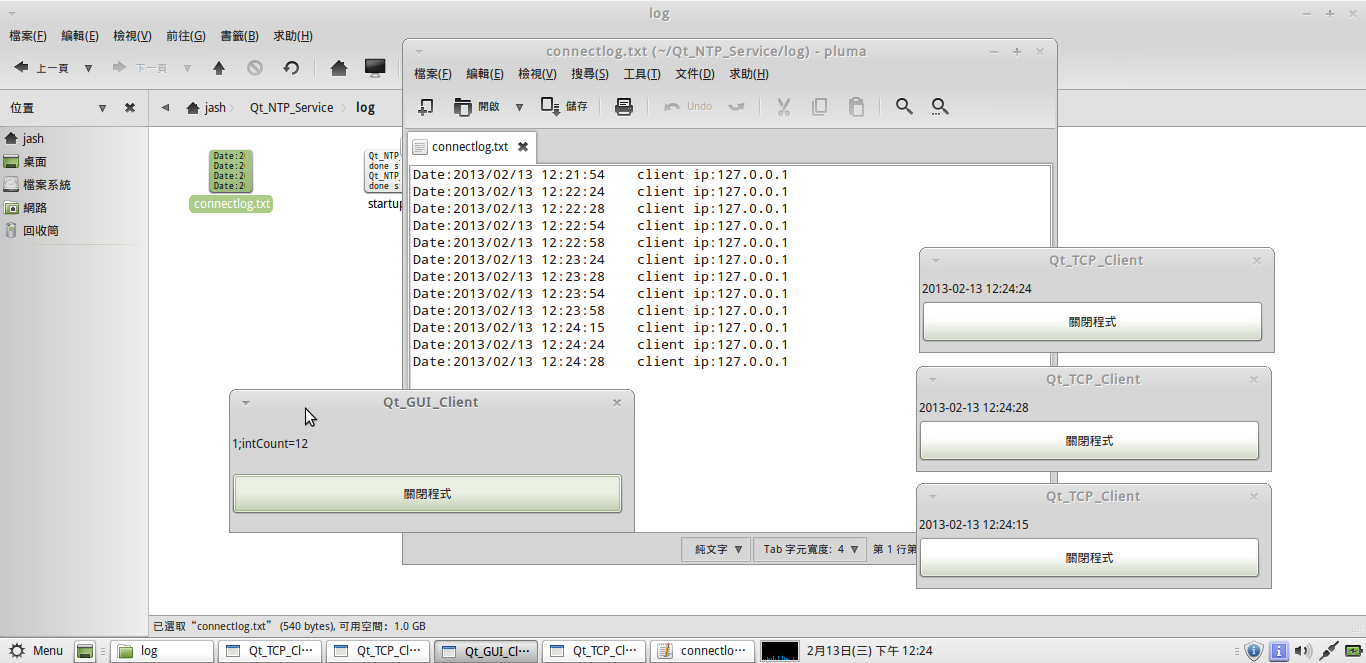 log
檔案(F) 編輯(E) 檢視(V) 前往(G) 書籤(B) 求助(H)
上一頁 下一頁
位置
jash Qt_NTP_Service log
jash
桌面
檔案系統
網路
回收筒
Date:2
Date:2
Date:2
Date:2
connectlog.txt
Qt_NTP
done s
Qt_NTP
done s
startup
connectlog.txt (~/Qt_NTP_Service/log) - pluma
檔案(F) 編輯(E) 檢視(V) 搜尋(S) 工具(T) 文件(D) 求助(H)
開啟 儲存 Undo
connectlog.txt
Date:2013/02/13 12:21:54 client ip:127.0.0.1
Date:2013/02/13 12:22:24 client ip:127.0.0.1
Date:2013/02/13 12:22:28 client ip:127.0.0.1
Date:2013/02/13 12:22:54 client ip:127.0.0.1
Date:2013/02/13 12:22:58 client ip:127.0.0.1
Date:2013/02/13 12:23:24 client ip:127.0.0.1
Date:2013/02/13 12:23:28 client ip:127.0.0.1
Date:2013/02/13 12:23:54 client ip:127.0.0.1
Date:2013/02/13 12:23:58 client ip:127.0.0.1
Date:2013/02/13 12:24:15 client ip:127.0.0.1
Date:2013/02/13 12:24:24 client ip:127.0.0.1
Date:2013/02/13 12:24:28 client ip:127.0.0.1
純文字 Tab 字元寬度: 4 第 1 行第
Qt_GUI_Client
1;intCount=12
關閉程式
Qt_TCP_Client
2013-02-13 12:24:24
關閉程式
Qt_TCP_Client
2013-02-13 12:24:28
關閉程式
Qt_TCP_Client
2013-02-13 12:24:15
關閉程式
已選取“connectlog.txt” (540 bytes), 可用空間： 1.0 GB
Menu log Qt_TCP_Cl⋯ Qt_TCP_Cl⋯ Qt_GUI_Cl⋯ Qt_TCP_Cl⋯ connectlo⋯ 2月13日(三) 下午 12:24